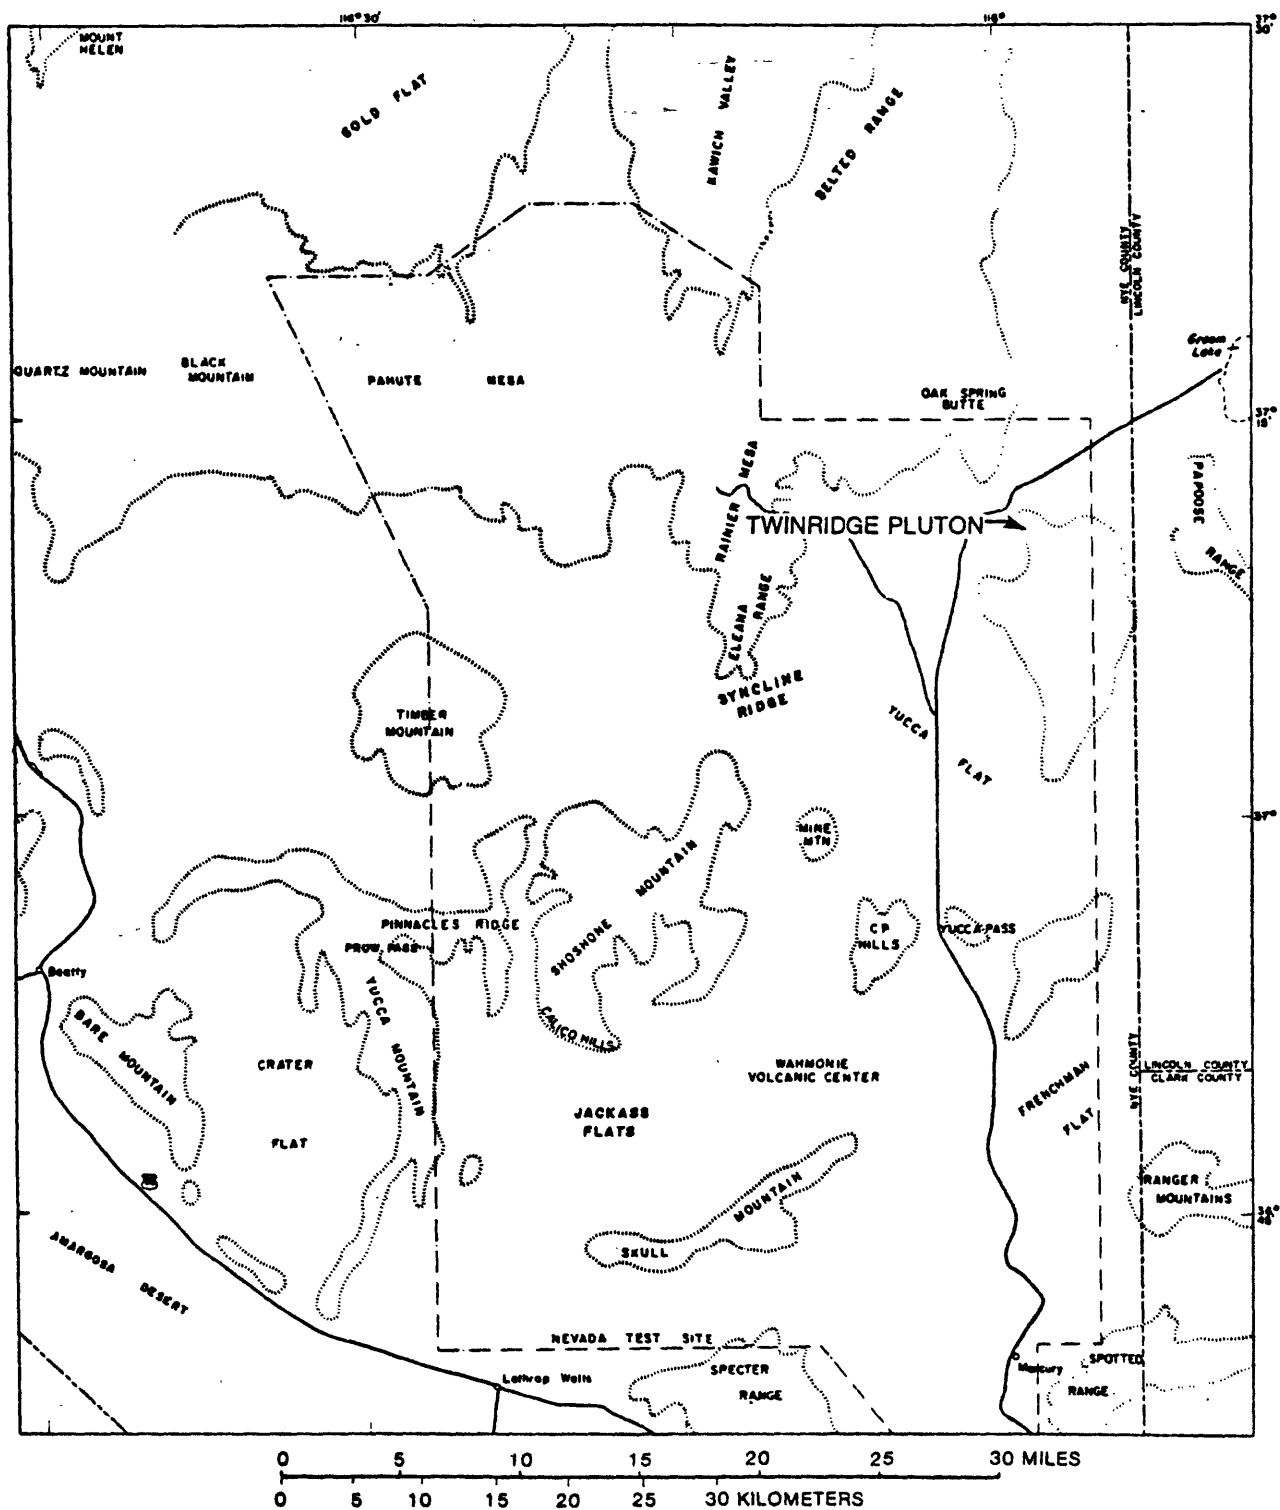 116°30'
116°
37°
30'
MOUNT
HELEN
GOLD FLAT
KAWICH VALLEY
BELTED RANGE
NYE COUNTY
LINCOLN COUNTY
Groom
Lake
QUARTZ MOUNTAIN
BLACK
MOUNTAIN
PAHUTE MESA
OAK SPRING
BUTTE
37°
15'
RAINIER MESA
PAPOOSE
RANGE
TWINRIDGE PLUTON
ELEANA
RANGE
SYNCLINE
RIDGE
TIMBER
MOUNTAIN
YUCCA
FLAT
37°
MINE
MTN
SHOSHONE MOUNTAIN
PINNACLES RIDGE
PROW PASS
CP
HILLS
YUCCA PASS
Beatty
YUCCA MOUNTAIN
BARE MOUNTAIN
CALICO HILLS
CRATER
FLAT
WAHMONIE
VOLCANIC CENTER
FRENCHMAN
FLAT
NYE COUNTY
LINCOLN COUNTY
CLARK COUNTY
JACKASS
FLATS
RANGER
MOUNTAINS
36°
45'
SKULL MOUNTAIN
AMARGOSA DESERT
NEVADA TEST SITE
SPECTER
RANGE
Mercury
SPOTTED
RANGE
Lathrop Wells
0 5 10 15 20 25 30 MILES
0 5 10 15 20 25 30 KILOMETERS